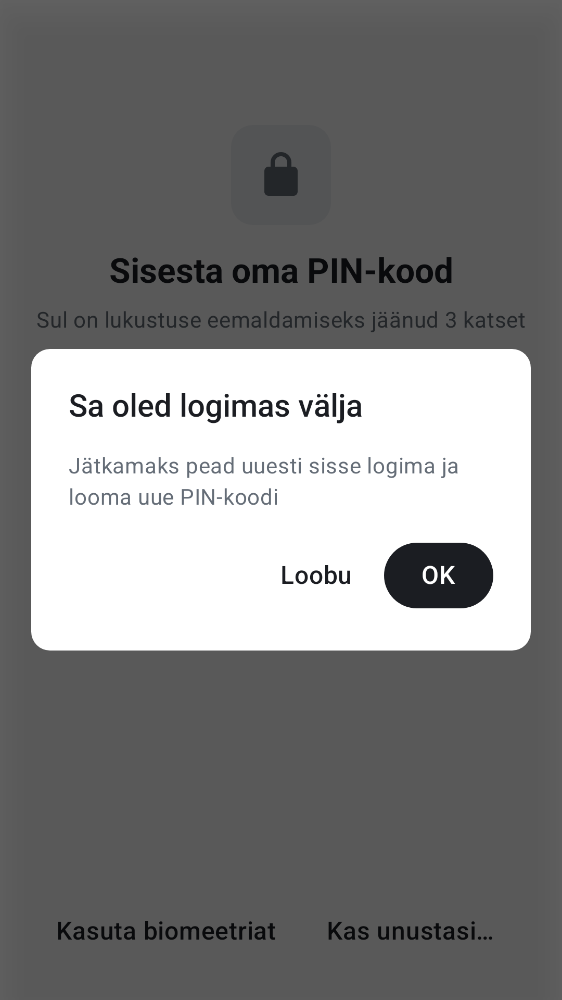 Sisesta oma PIN-kood
Sul on lukustuse eemaldamiseks jäänud 3 katset
Sa oled logimas välja
Jätkamaks pead uuesti sisse logima ja
looma uue PIN-koodi
Loobu OK
Kasuta biomeetriat Kas unustasi...